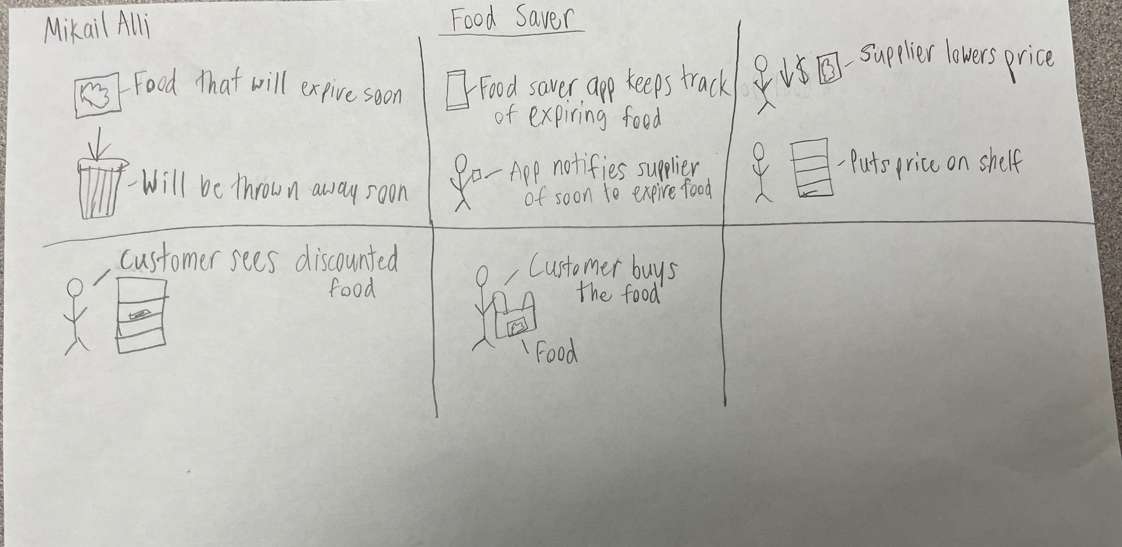 Mikail Alli
Food Saver
Food that will expire soon
Will be thrown away soon
Food saver app keeps track
of expiring food
App notifies supplier
of soon to expire food
↓$
Supplier lowers price
Puts price on shelf
Customer sees discounted
food
Customer buys
the food
Food